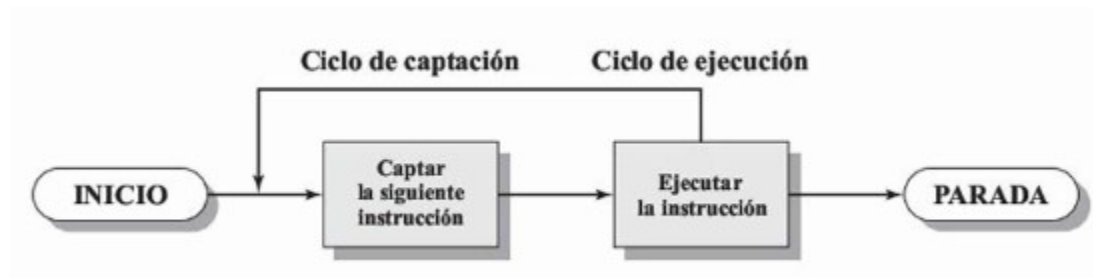 Ciclo de captación
Ciclo de ejecución
INICIO
Captar
la siguiente
instrucción
Ejecutar
la instrucción
PARADA